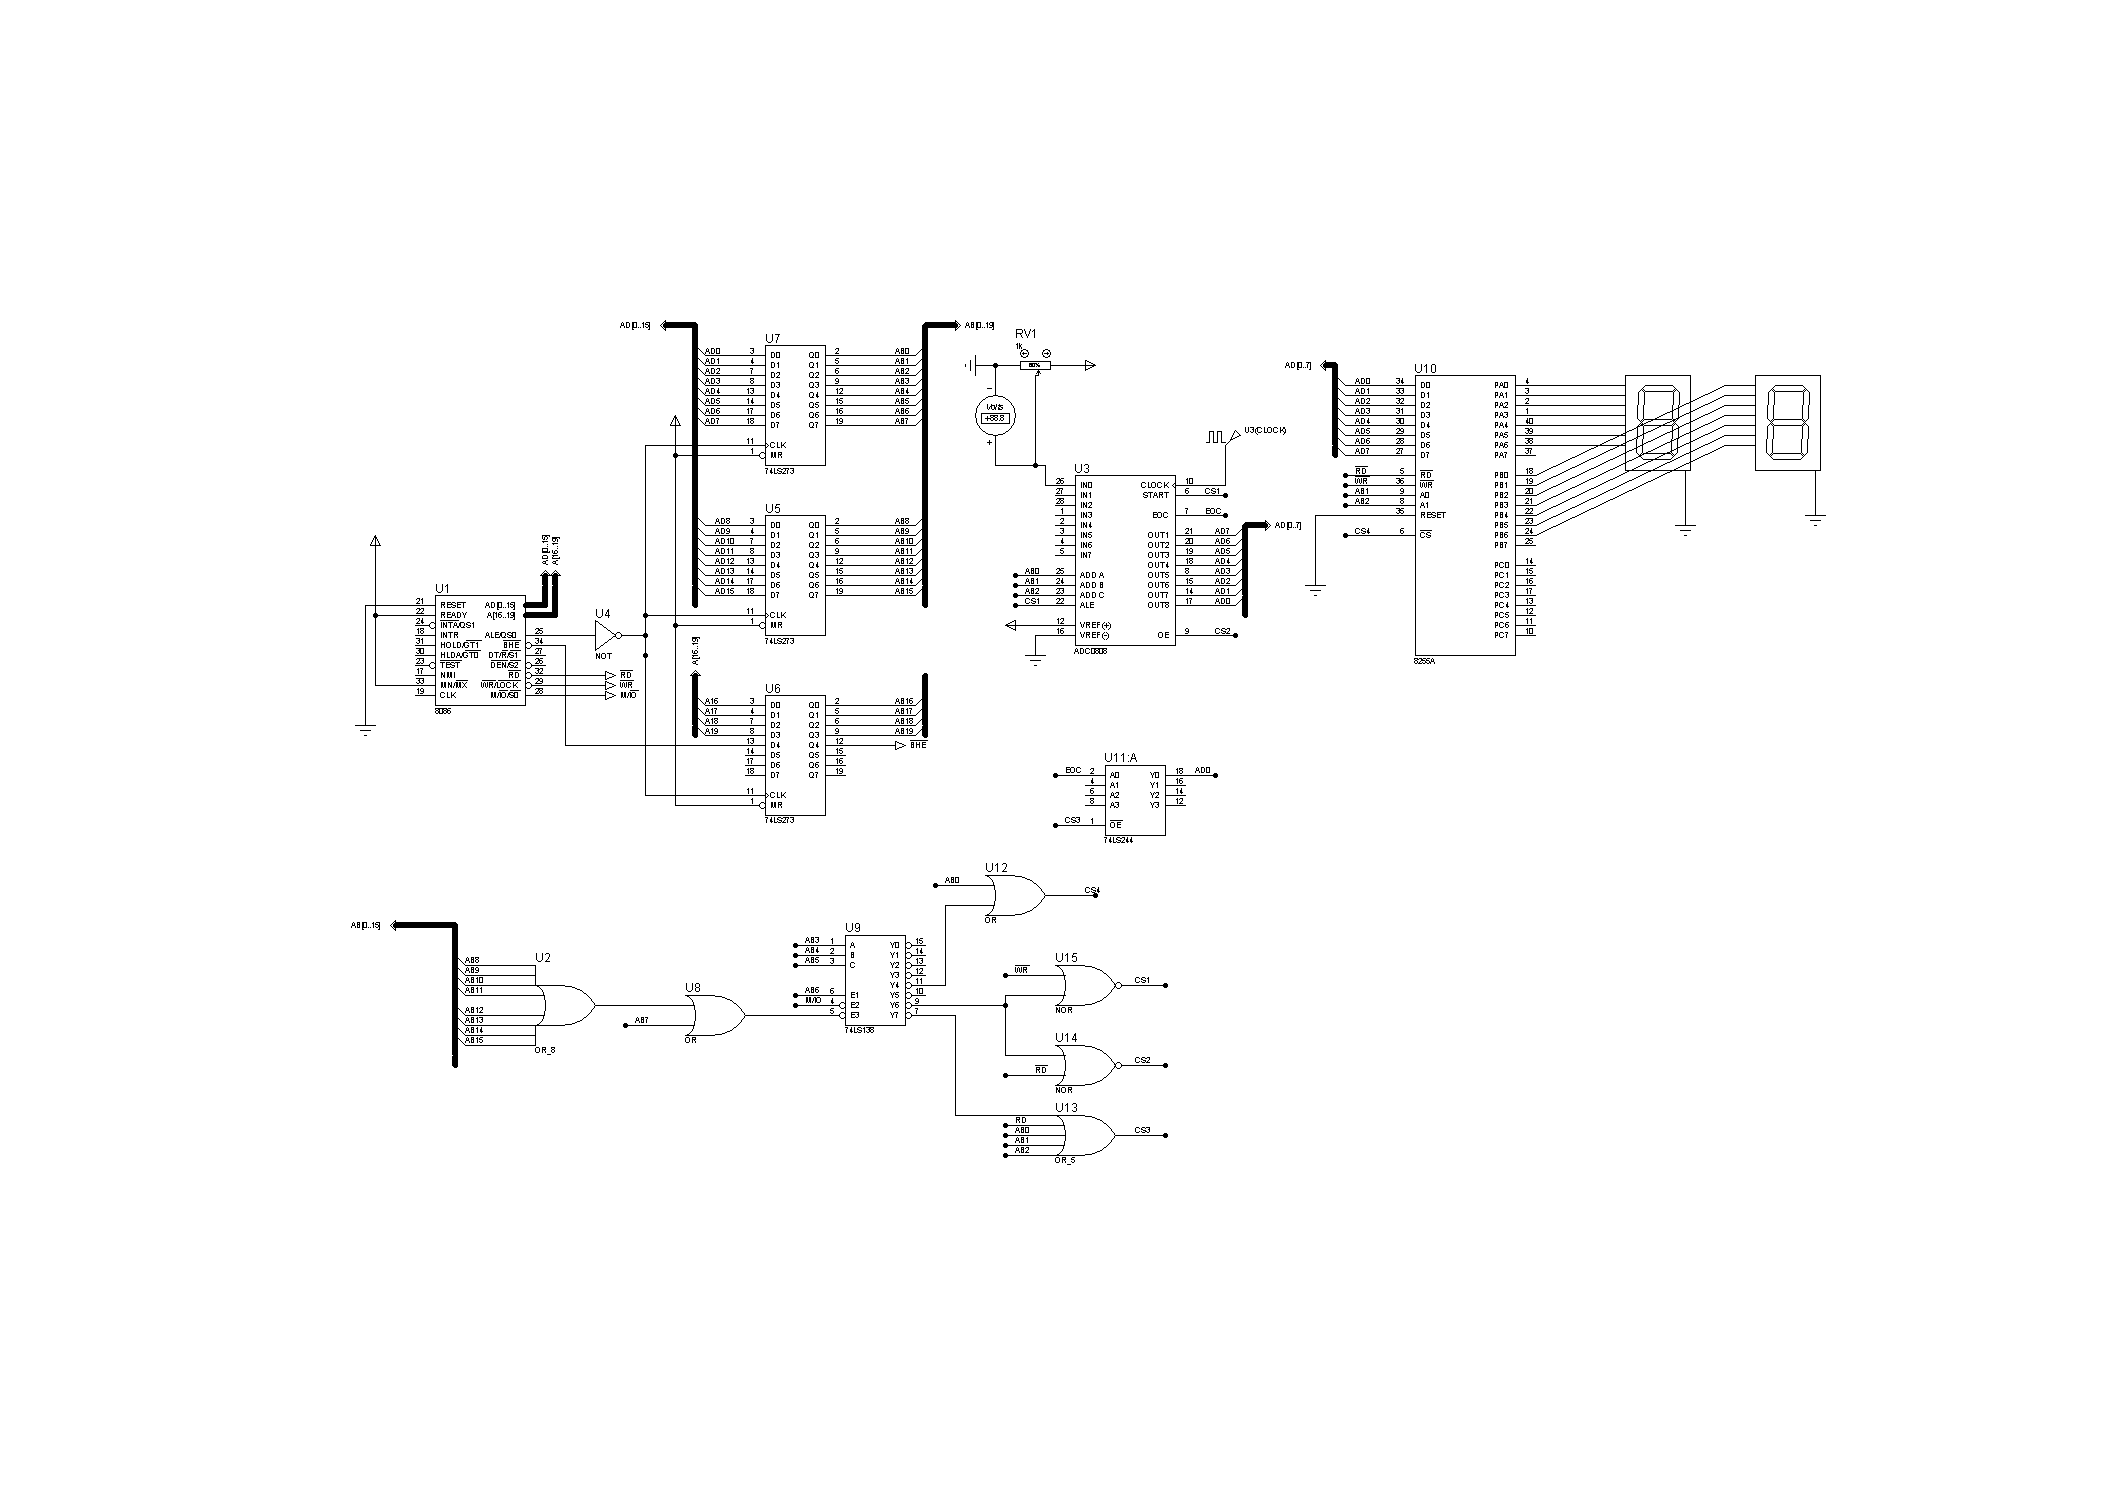 AD[0..15]
U7
AB[0..19]
AD0 3 D0 Q0 2 AB0
AD1 4 D1 Q1 5 AB1
AD2 7 D2 Q2 6 AB2
AD3 8 D3 Q3 9 AB3
AD4 13 D4 Q4 12 AB4
AD5 14 D5 Q5 15 AB5
AD6 17 D6 Q6 16 AB6
AD7 18 D7 Q7 19 AB7
11 CLK
1 MR
74LS273
U5
AD8 3 D0 Q0 2 AB8
AD9 4 D1 Q1 5 AB9
AD10 7 D2 Q2 6 AB10
AD11 8 D3 Q3 9 AB11
AD12 13 D4 Q4 12 AB12
AD13 14 D5 Q5 15 AB13
AD14 17 D6 Q6 16 AB14
AD15 18 D7 Q7 19 AB15
11 CLK
1 MR
74LS273
A[16..19]
U6
A16 3 D0 Q0 2 AB16
A17 4 D1 Q1 5 AB17
A18 7 D2 Q2 6 AB18
A19 8 D3 Q3 9 AB19
13 D4 Q4 12 BHE
14 D5 Q5 15
17 D6 Q6 16
18 D7 Q7 19
11 CLK
1 MR
74LS273
AD[0..15]
A[16..19]
U1
21 RESET AD[0..15]
22 READY A[16..19]
24 INTA/QS1
18 INTR ALE/QS0 25
31 HOLD/GT1 BHE 34
30 HLDA/GT0 DT/R/S1 27
23 TEST DEN/S2 26
17 NMI RD 32 RD
33 MN/MX WR/LOCK 29 WR
19 CLK M/IO/S0 28 M/IO
8086
U4
NOT
RV1
1k
80%
Volts
+88.8
U3(CLOCK)
U3
26 IN0 CLOCK 10
27 IN1 START 6 CS1
28 IN2
1 IN3 EOC 7 EOC
2 IN4
3 IN5 OUT1 21 AD7
4 IN6 OUT2 20 AD6
5 IN7 OUT3 19 AD5
OUT4 18 AD4
AB0 25 ADD A OUT5 8 AD3
AB1 24 ADD B OUT6 15 AD2
AB2 23 ADD C OUT7 14 AD1
CS1 22 ALE OUT8 17 AD0
12 VREF(+)
16 VREF(-) OE 9 CS2
ADC0808
AD[0..7]
AD[0..7]
U10
AD0 34 D0 PA0 4
AD1 33 D1 PA1 3
AD2 32 D2 PA2 2
AD3 31 D3 PA3 1
AD4 30 D4 PA4 40
AD5 29 D5 PA5 39
AD6 28 D6 PA6 38
AD7 27 D7 PA7 37
RD 5 RD PB0 18
WR 36 WR PB1 19
AB1 9 A0 PB2 20
AB2 8 A1 PB3 21
35 RESET PB4 22
PB5 23
CS4 6 CS PB6 24
PB7 25
PC0 14
PC1 15
PC2 16
PC3 17
PC4 13
PC5 12
PC6 11
PC7 10
8255A
U11:A
EOC 2 A0 Y0 18 AD0
4 A1 Y1 16
6 A2 Y2 14
8 A3 Y3 12
CS3 1 OE
74LS244
AB[0..15]
AB8
AB9
AB10
AB11
AB12
AB13
AB14
AB15
U2
OR_8
U8
AB7
OR
U9
AB3 1 A Y0 15
AB4 2 B Y1 14
AB5 3 C Y2 13
Y3 12
Y4 11
AB6 6 E1 Y5 10
M/IO 4 E2 Y6 9
5 E3 Y7 7
74LS138
U12
AB0
CS4
OR
U15
WR
CS1
NOR
U14
RD
CS2
NOR
U13
RD
AB0
AB1
AB2
CS3
OR_5